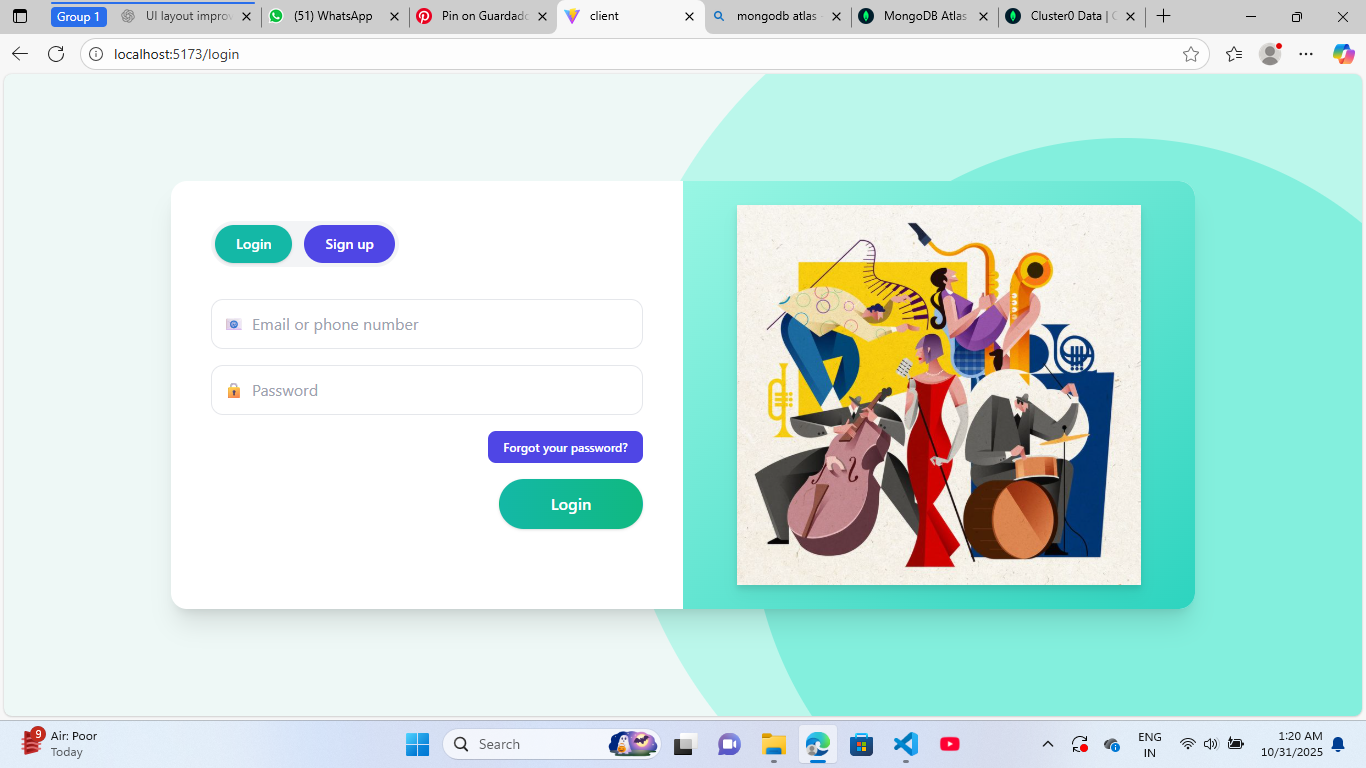 Group 1
UI layout improv
(51) WhatsApp
Pin on Guardado
client
mongodb atlas -
MongoDB Atlas
Cluster0 Data |
localhost:5173/login
Login
Sign up
Email or phone number
Password
Forgot your password?
Login
9
Air: Poor
Today
Search
ENG
IN
1:20 AM
10/31/2025